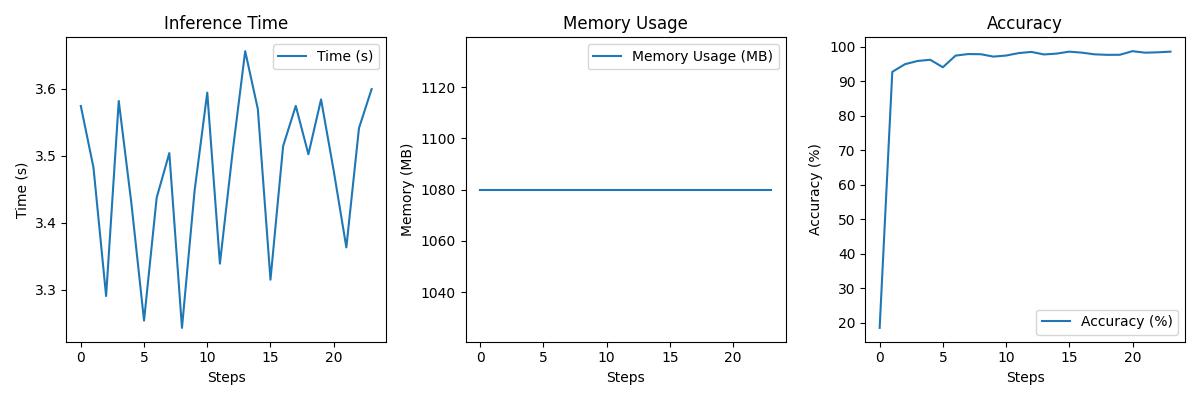 Inference Time
Time (s)
3.6
3.5
3.4
3.3
Time (s)
0 5 10 15 20
Steps
Memory Usage
Memory Usage (MB)
1120
1100
1080
1060
1040
Memory (MB)
0 5 10 15 20
Steps
Accuracy
100
90
80
70
60
50
40
30
20
Accuracy (%)
Accuracy (%)
0 5 10 15 20
Steps